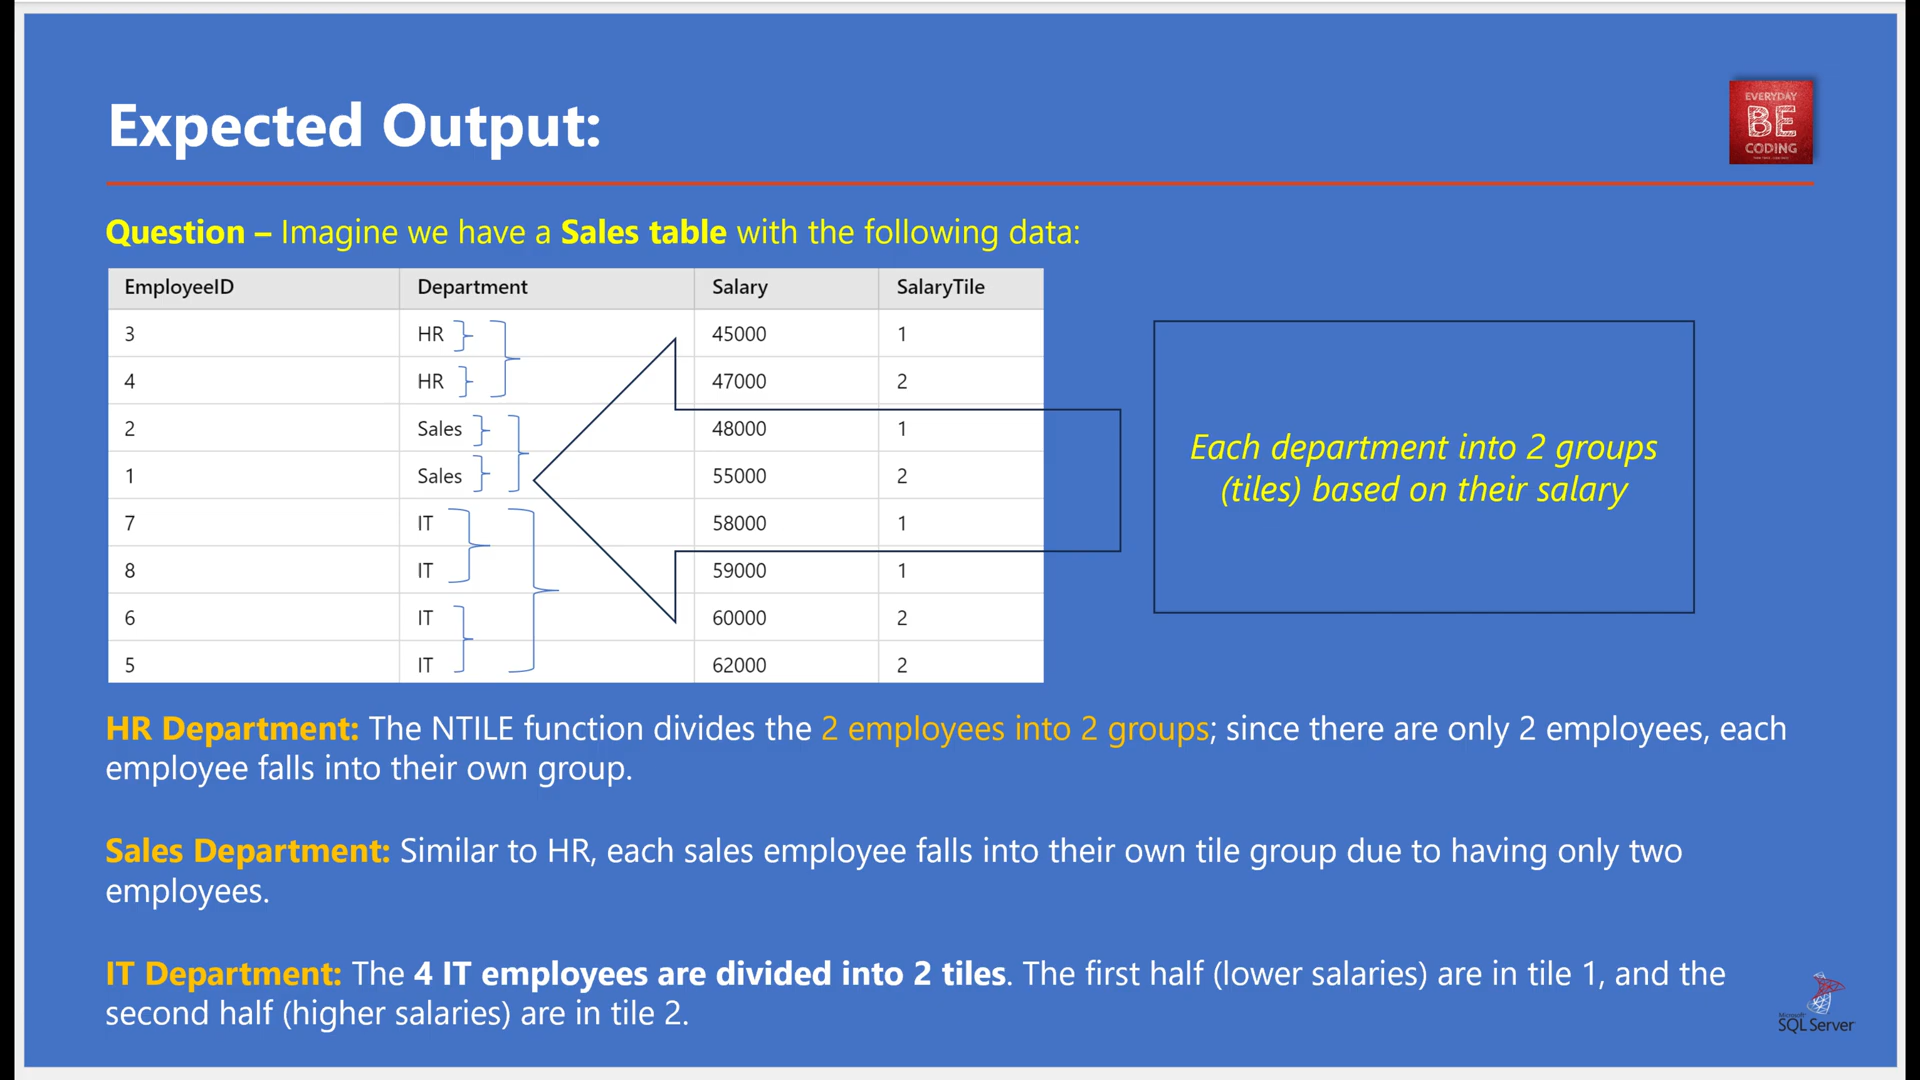 Expected Output:
EVERYDAY
BE
CODING
Question – Imagine we have a Sales table with the following data:
EmployeeID Department Salary SalaryTile
3 HR 45000 1
4 HR 47000 2
2 Sales 48000 1
1 Sales 55000 2
7 IT 58000 1
8 IT 59000 1
6 IT 60000 2
5 IT 62000 2
Each department into 2 groups
(tiles) based on their salary
HR Department: The NTILE function divides the 2 employees into 2 groups; since there are only 2 employees, each
employee falls into their own group.
Sales Department: Similar to HR, each sales employee falls into their own tile group due to having only two
employees.
IT Department: The 4 IT employees are divided into 2 tiles. The first half (lower salaries) are in tile 1, and the
second half (higher salaries) are in tile 2.
Microsoft
SQL Server